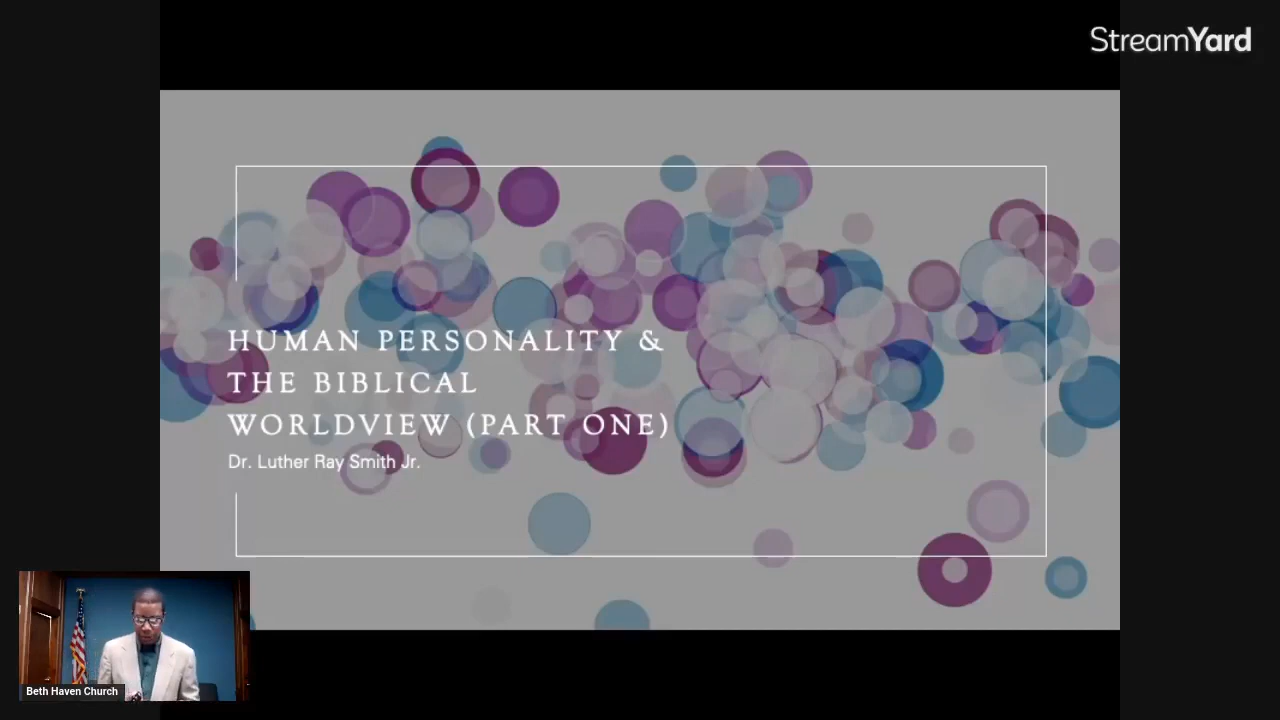 StreamYard
HUMAN PERSONALITY &
THE BIBLICAL
WORLDVIEW (PART ONE)
Dr. Luther Ray Smith Jr.
Beth Haven Church